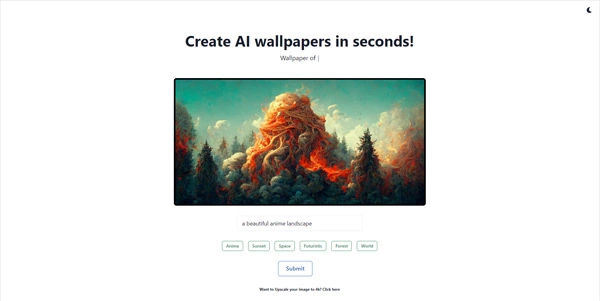 Create AI wallpapers in seconds!
Wallpaper of |
a beautiful anime landscape
Anime Sunset Space Futuristic Forest World
Submit
Want to Upscale your image to 4k? Click here